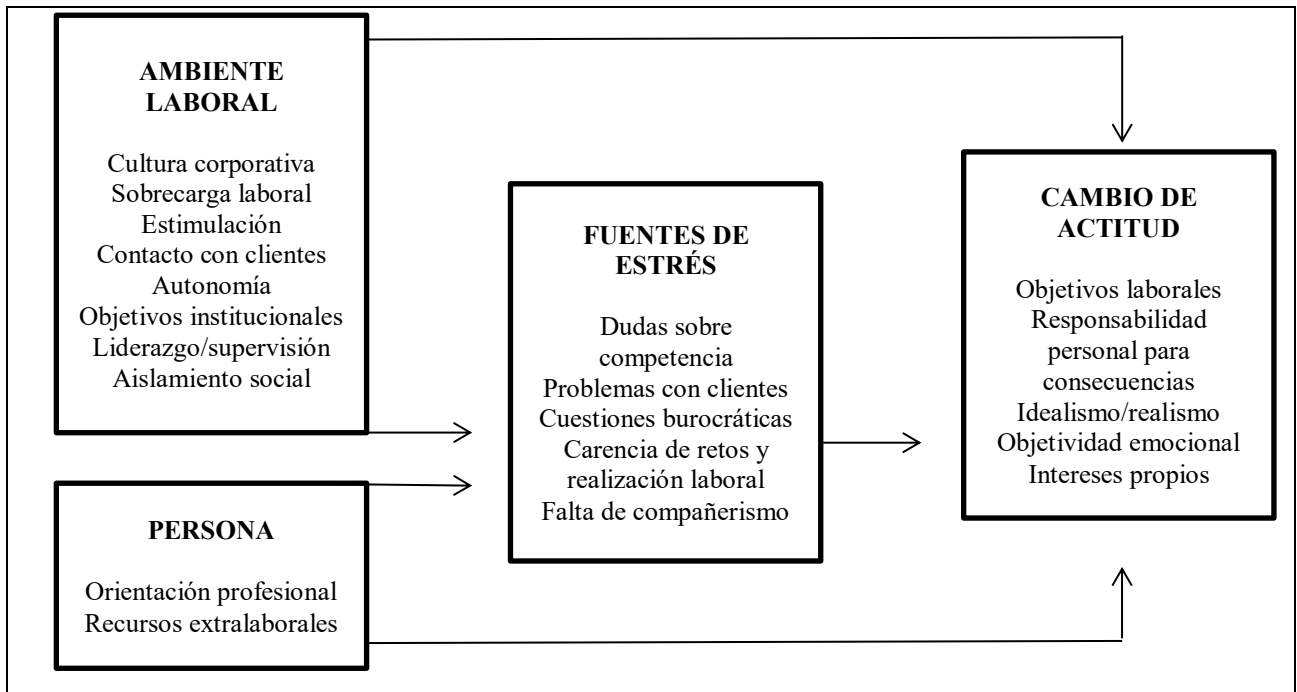 AMBIENTE
LABORAL
Cultura corporativa
Sobrecarga laboral
Estimulación
Contacto con clientes
Autonomía
Objetivos institucionales
Liderazgo/supervisión
Aislamiento social
PERSONA
Orientación profesional
Recursos extralaborales
FUENTES DE
ESTRÉS
Dudas sobre
competencia
Problemas con clientes
Cuestiones burocráticas
Carencia de retos y
realización laboral
Falta de compañerismo
CAMBIO DE
ACTITUD
Objetivos laborales
Responsabilidad
personal para
consecuencias
Idealismo/realismo
Objetividad emocional
Intereses propios